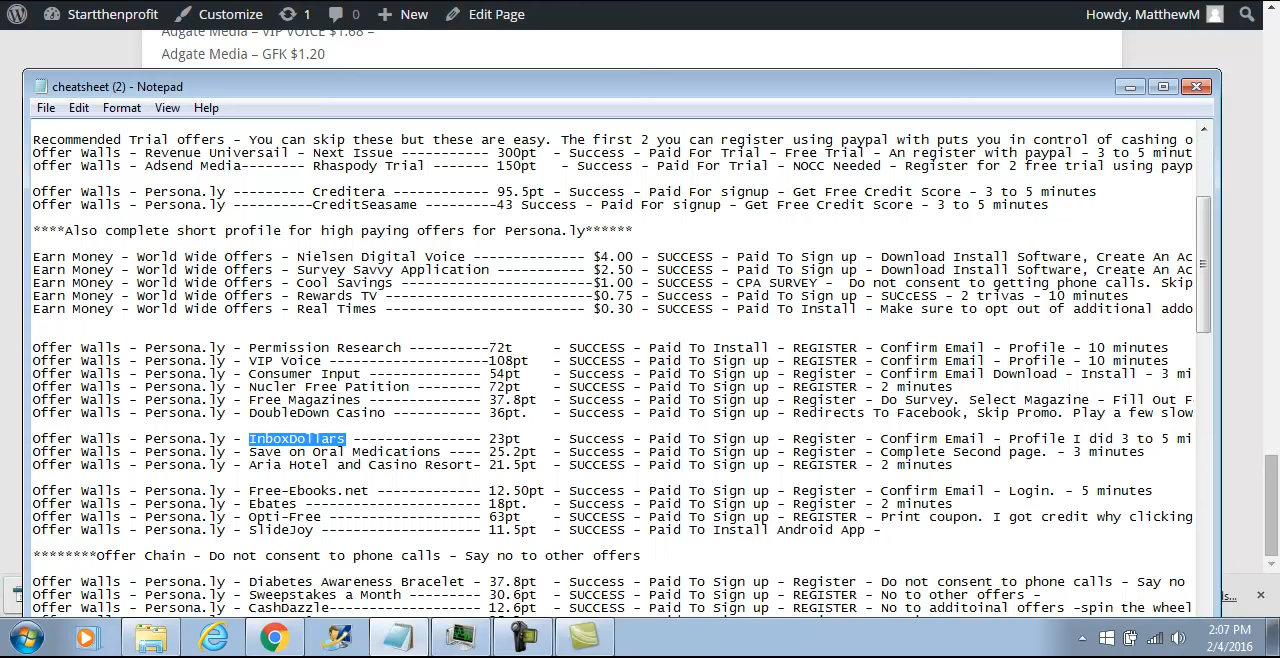 Startthenprofit Customize 1 0 New Edit Page Howdy, MatthewM
Adgate Media – VIP VOICE $1.68 –
Adgate Media – GFK $1.20
cheatsheet (2) - Notepad
File Edit Format View Help
Recommended Trial offers - You can skip these but these are easy. The first 2 you can register using paypal with puts you in control of cashing o
Offer Walls - Revenue Universail - Next Issue ----------- 300pt - Success - Paid For Trial - Free Trial - An register with paypal - 3 to 5 minut
Offer Walls - Adsend Media-------- Rhaspody Trial ------- 150pt - Success - Paid For Trial - NOCC Needed - Register for 2 free trial using payp
Offer Walls - Persona.ly ---------- Creditera ----------- 95.5pt - Success - Paid For signup - Get Free Credit Score - 3 to 5 minutes
Offer Walls - Persona.ly ----------CreditSeasame ---------43 Success - Paid For signup - Get Free Credit Score - 3 to 5 minutes
****Also complete short profile for high paying offers for Persona.ly******
Earn Money - World Wide Offers - Nielsen Digital Voice -------------- $4.00 - SUCCESS - Paid To Sign up - Download Install Software, Create An Ac
Earn Money - World Wide Offers - Survey Savvy Application ----------- $2.50 - SUCCESS - Paid To Sign up - Download Install Software, Create An Ac
Earn Money - World Wide Offers - Cool Savings -------------------------$1.00 - SUCCESS - CPA SURVEY - Do not consent to getting phone calls. Skip
Earn Money - World Wide Offers - Rewards TV --------------------------$0.75 - SUCCESS - Paid To Sign up - SUCcESS - 2 trivas - 10 minutes
Earn Money - World Wide Offers - Real Times -------------------------- $0.30 - SUCCESS - Paid To Install - Make sure to opt out of additional addo
Offer Walls - Persona.ly - Permission Research -----------72t - SUCCESS - Paid To Install - REGISTER - Confirm Email - Profile - 10 minutes
Offer Walls - Persona.ly - VIP Voice --------------------108pt - SUCCESS - Paid To Sign up - REGISTER - Confirm Email - Profile - 10 minutes
Offer Walls - Persona.ly - Consumer Input ---------- 54pt - SUCCESS - Paid To Sign up - REGISTER - Confirm Email Download - Install - 3 mi
Offer Walls - Persona.ly - Nucler Free Patition -------- 72pt - SUCCESS - Paid To Sign up - REGISTER - 2 minutes
Offer Walls - Persona.ly - Free Magazines -------------- 37.8pt - SUCCESS - Paid To Sign up - REGISTER - Do Survey. Select Magazine - Fill Out F
Offer Walls - Persona.ly - DoubleDown Casino ----------- 36pt. - SUCCESS - Paid To Sign up - REGISTER - Redirects To Facebook, Skip Promo. Play a few slow
Offer Walls - Persona.ly - InboxDollars ---------------- 23pt - SUCCESS - Paid To Sign up - REGISTER - Confirm Email - Profile I did 3 to 5 mi
Offer Walls - Persona.ly - Save on Oral Medications ---- 25.2pt - SUCCESS - Paid To Sign up - REGISTER - Complete Second page. - 3 minutes
Offer Walls - Persona.ly - Aria Hotel and Casino Resort- 21.5pt - SUCCESS - Paid To Sign up - REGISTER - 2 minutes
Offer Walls - Persona.ly - Free-Ebooks.net ------------- 12.50pt - Success - Paid To Sign up - Register - Confirm Email - Login. - 5 minutes
Offer Walls - Persona.ly - Ebates ---------------------- 18pt. - Success - Paid To Sign up - Register - 2 minutes
Offer Walls - Persona.ly - Opti-Free ------------------- 63pt - Success - Paid To Sign up - REGISTER - Print coupon. I got credit why clicking
Offer Walls - Persona.ly - SlideJoy -------------------- 11.5pt - Success - Paid To Install Android App -
********Offer Chain - Do not consent to phone calls - Say no to other offers
Offer Walls - Persona.ly - Diabetes Awareness Bracelet - 37.8pt - Success - Paid To Sign up - Register - Do not consent to phone calls - Say no
Offer Walls - Persona.ly - Sweepstakes a Month --------- 30.6pt - Success - Paid To Sign up - Register - No to other offers -
Offer Walls - Persona.ly - CashDazzle------------------- 12.6pt - Success - Paid To Sign up - Register - No to additoinal offers -spin the wheel
ls...
2:07 PM
2/4/2016